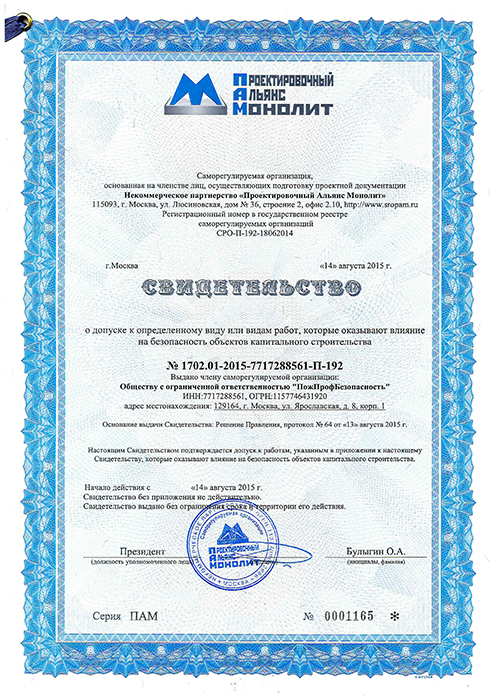 ПРОЕКТИРОВОЧНЫЙ
АЛЬЯНС
МОНОЛИТ
Саморегулируемая организация,
основанная на членстве лиц, осуществляющих подготовку проектной документации
Некоммерческое партнерство «Проектировочный Альянс Монолит»
115093, г. Москва, ул. Люсиновская, дом № 36, строение 2, офис 2.10, http://www.sropam.ru
Регистрационный номер в государственном реестре
саморегулируемых организаций
СРО-П-192-18062014
г.Москва «14» августа 2015 г.
СВИДЕТЕЛЬСТВО
о допуске к определенному виду или видам работ, которые оказывают влияние
на безопасность объектов капитального строительства
№ 1702.01-2015-7717288561-П-192
Выдано члену саморегулируемой организации:
Обществу с ограниченной ответственностью "ПожПрофБезопасность"
ИНН:7717288561, ОГРН:1157746431920
адрес местонахождения: 129164, г. Москва, ул. Ярославская, д. 8, корп. 1
Основание выдачи Свидетельства: Решение Правления, протокол № 64 от «13» августа 2015 г.
Настоящим Свидетельством подтверждается допуск к работам, указанным в приложении к настоящему
Свидетельству, которые оказывают влияние на безопасность объектов капитального строительства.
Начало действия с «14» августа 2015 г.
Свидетельство без приложения не действительно.
Свидетельство выдано без ограничения срока и территории его действия.
Саморегулируемая организация
ПРОЕКТИРОВОЧНЫЙ
АЛЬЯНС
МОНОЛИТ
МОСКВА
Президент Булыгин О.А.
(должность уполномоченного лица) (инициалы, фамилия)
Серия ПАМ № 0001165 *